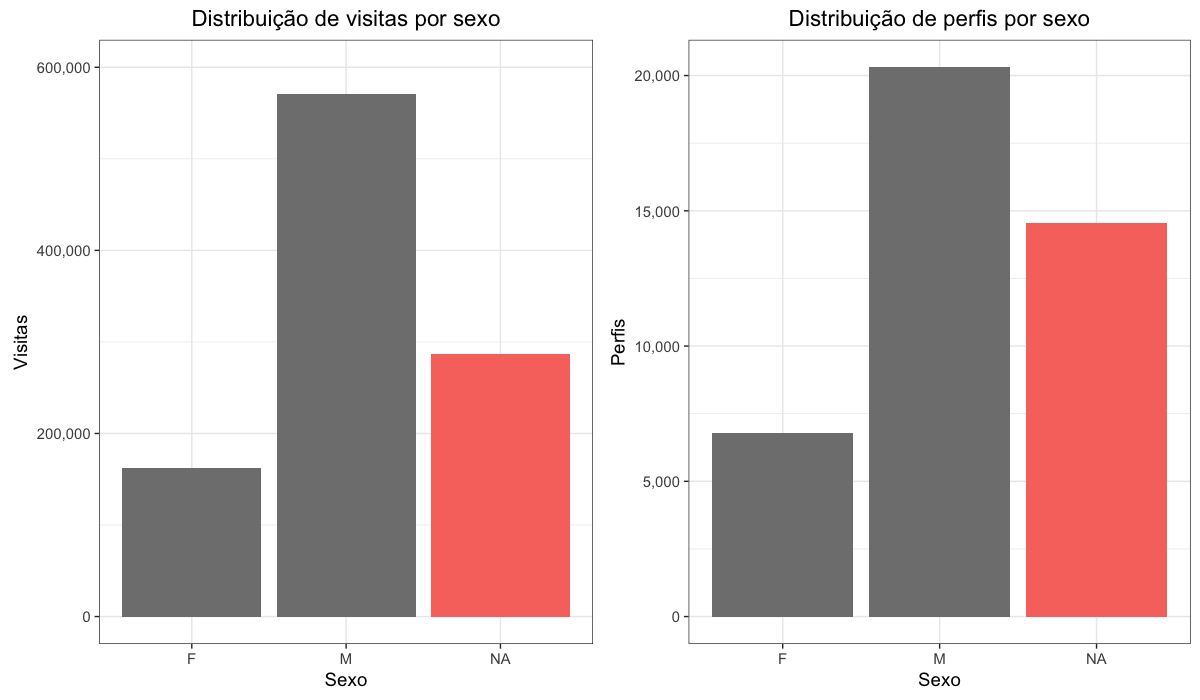 Distribuição de visitas por sexo
600,000
400,000
200,000
0
Visitas
F M NA
Sexo
Distribuição de perfis por sexo
20,000
15,000
10,000
5,000
0
Perfis
F M NA
Sexo